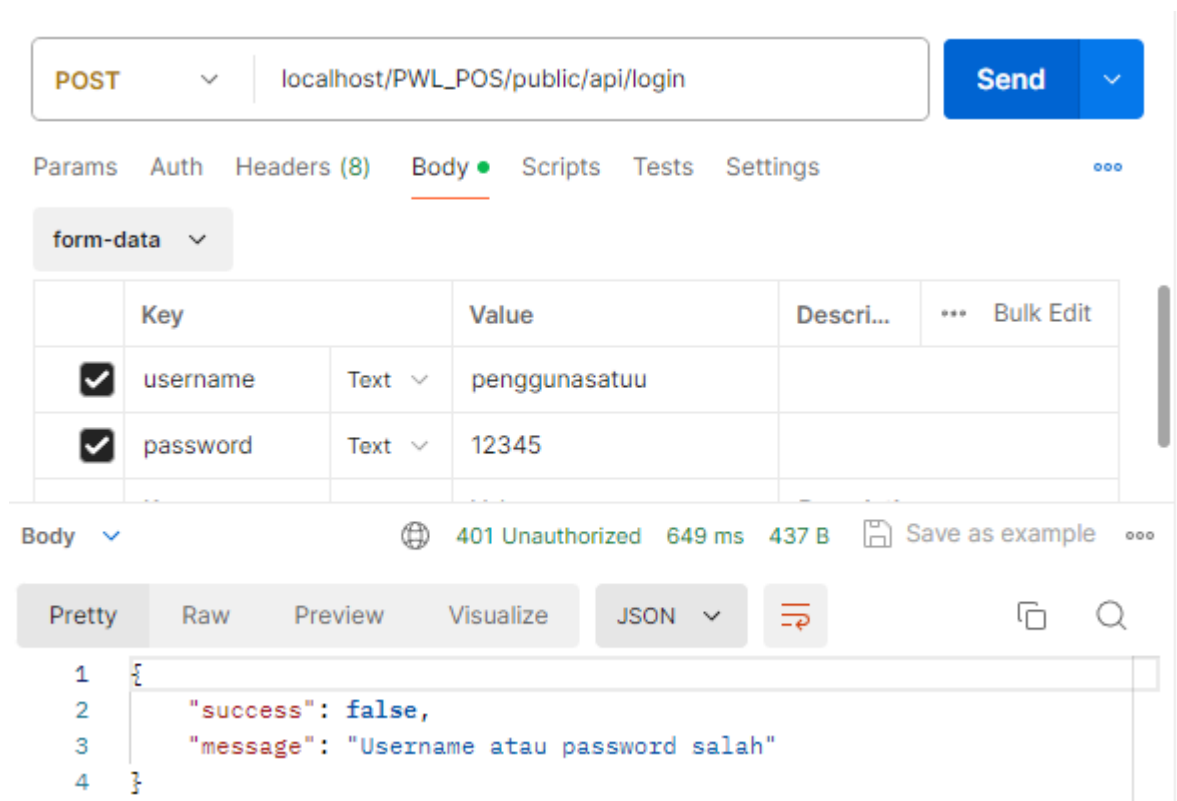 POST localhost/PWL_POS/public/api/login Send
Params Auth Headers (8) Body Scripts Tests Settings
form-data
Key Value Descri... Bulk Edit
username Text penggunasatuu
password Text 12345
Body 401 Unauthorized 649 ms 437 B Save as example
Pretty Raw Preview Visualize JSON
1 {
2 "success": false,
3 "message": "Username atau password salah"
4 }